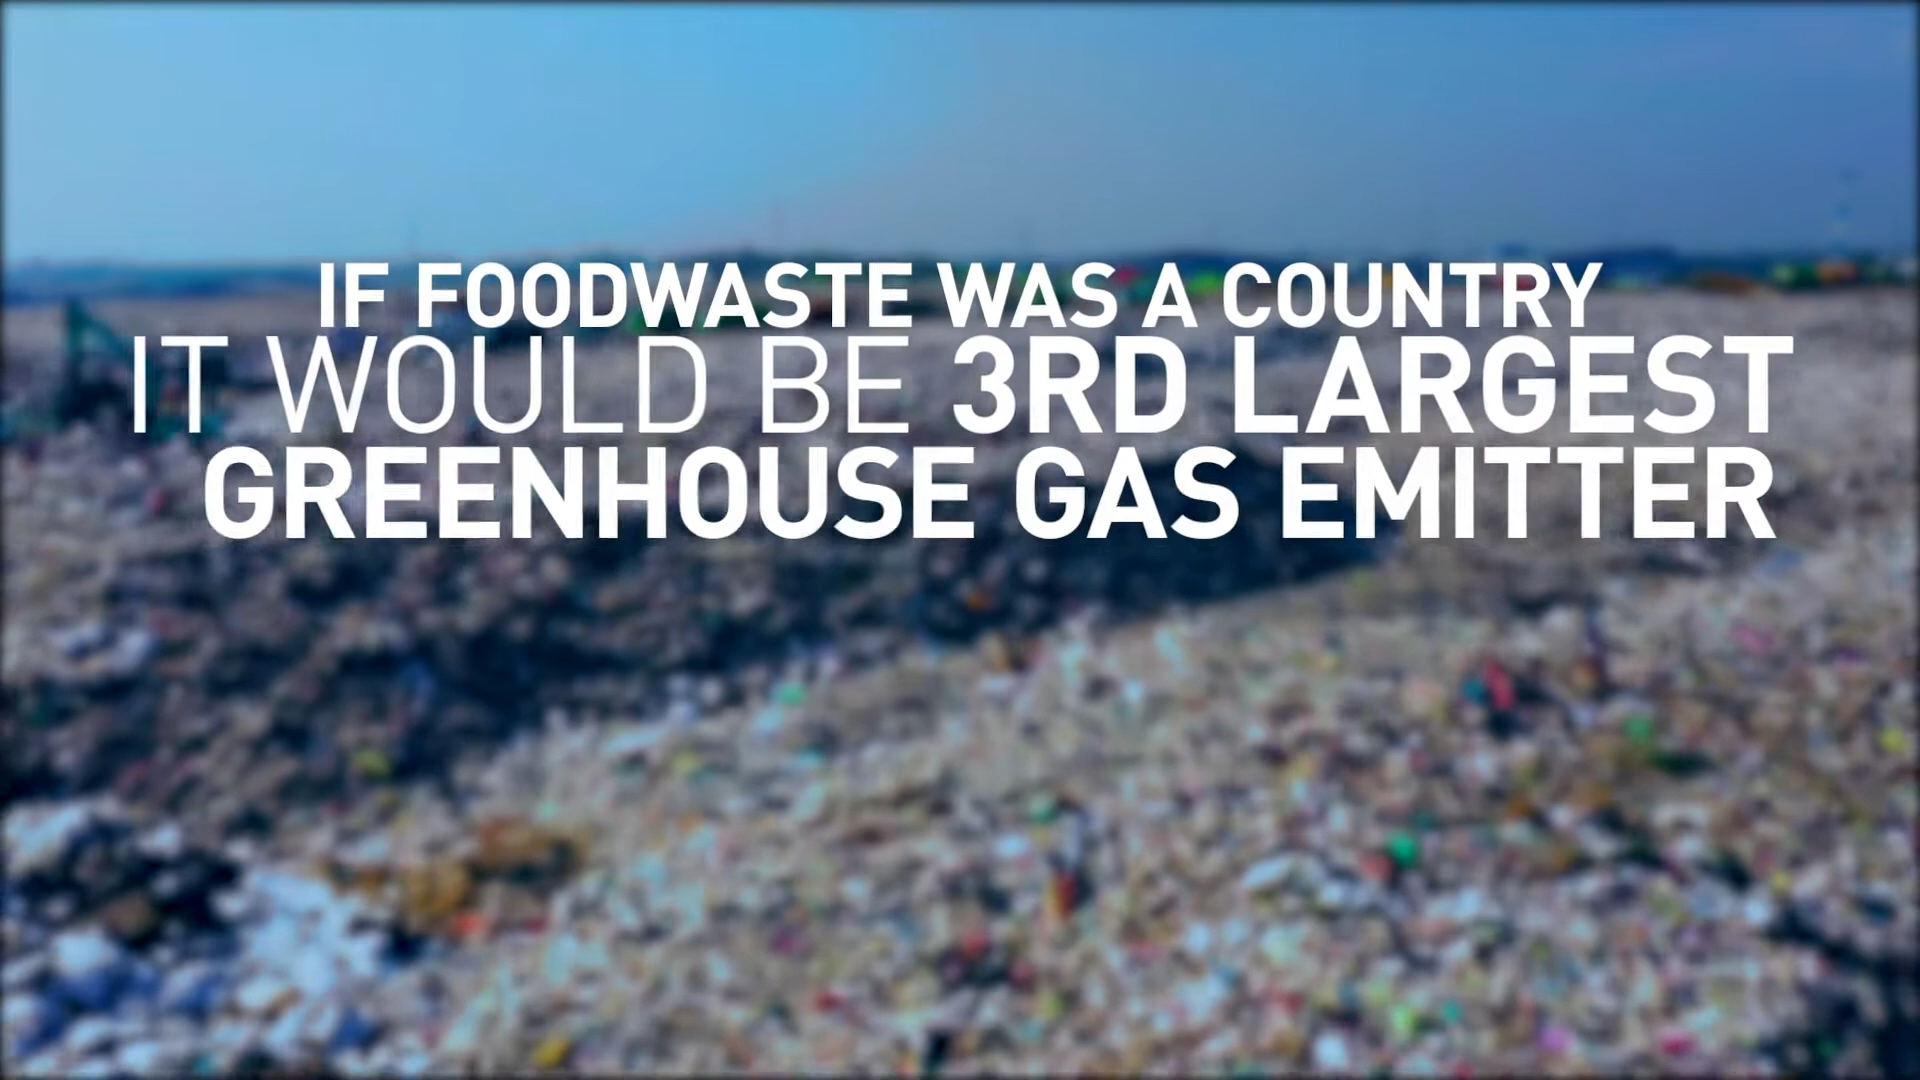 IF FOODWASTE WAS A COUNTRY
IT WOULD BE 3RD LARGEST
GREENHOUSE GAS EMITTER